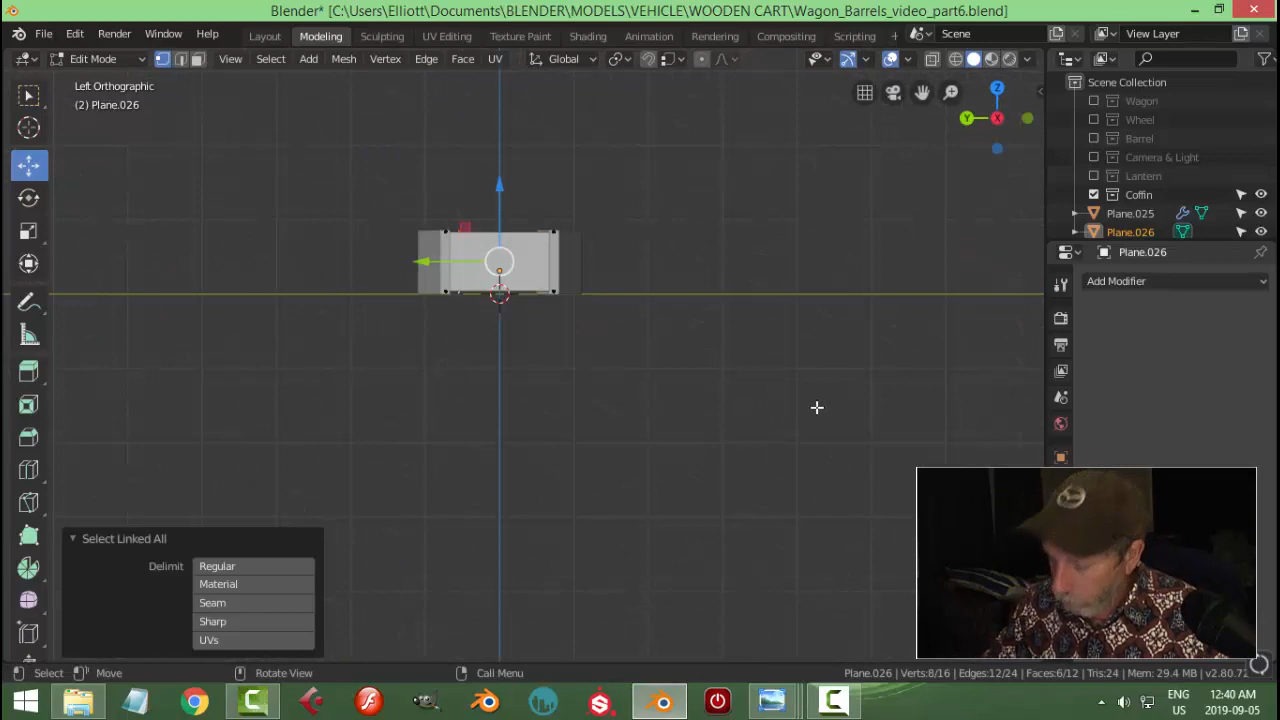 Blender* [C:\Users\Elliott\Documents\BLENDER\MODELS\VEHICLE\WOODEN CART\Wagon_Barrels_video_part6.blend]
File Edit Render Window Help Layout Modeling Sculpting UV Editing Texture Paint Shading Animation Rendering Compositing Scripting + Scene View Layer
Edit Mode View Select Add Mesh Vertex Edge Face UV Global
Left Orthographic
(2) Plane.026
Z
Y
X
Scene Collection
Wagon
Wheel
Barrel
Camera & Light
Lantern
Coffin
Plane.025
Plane.026
Plane.026
Add Modifier
Select Linked All
Delimit Regular
Material
Seam
Sharp
UVs
Select Move Rotate View Call Menu Plane.026 | Verts:8/16 | Edges:12/24 | Faces:6/12 | Tris:24 | Mem: 29.4 MB | v2.80.71
ENG 12:40 AM
US 2019-09-05